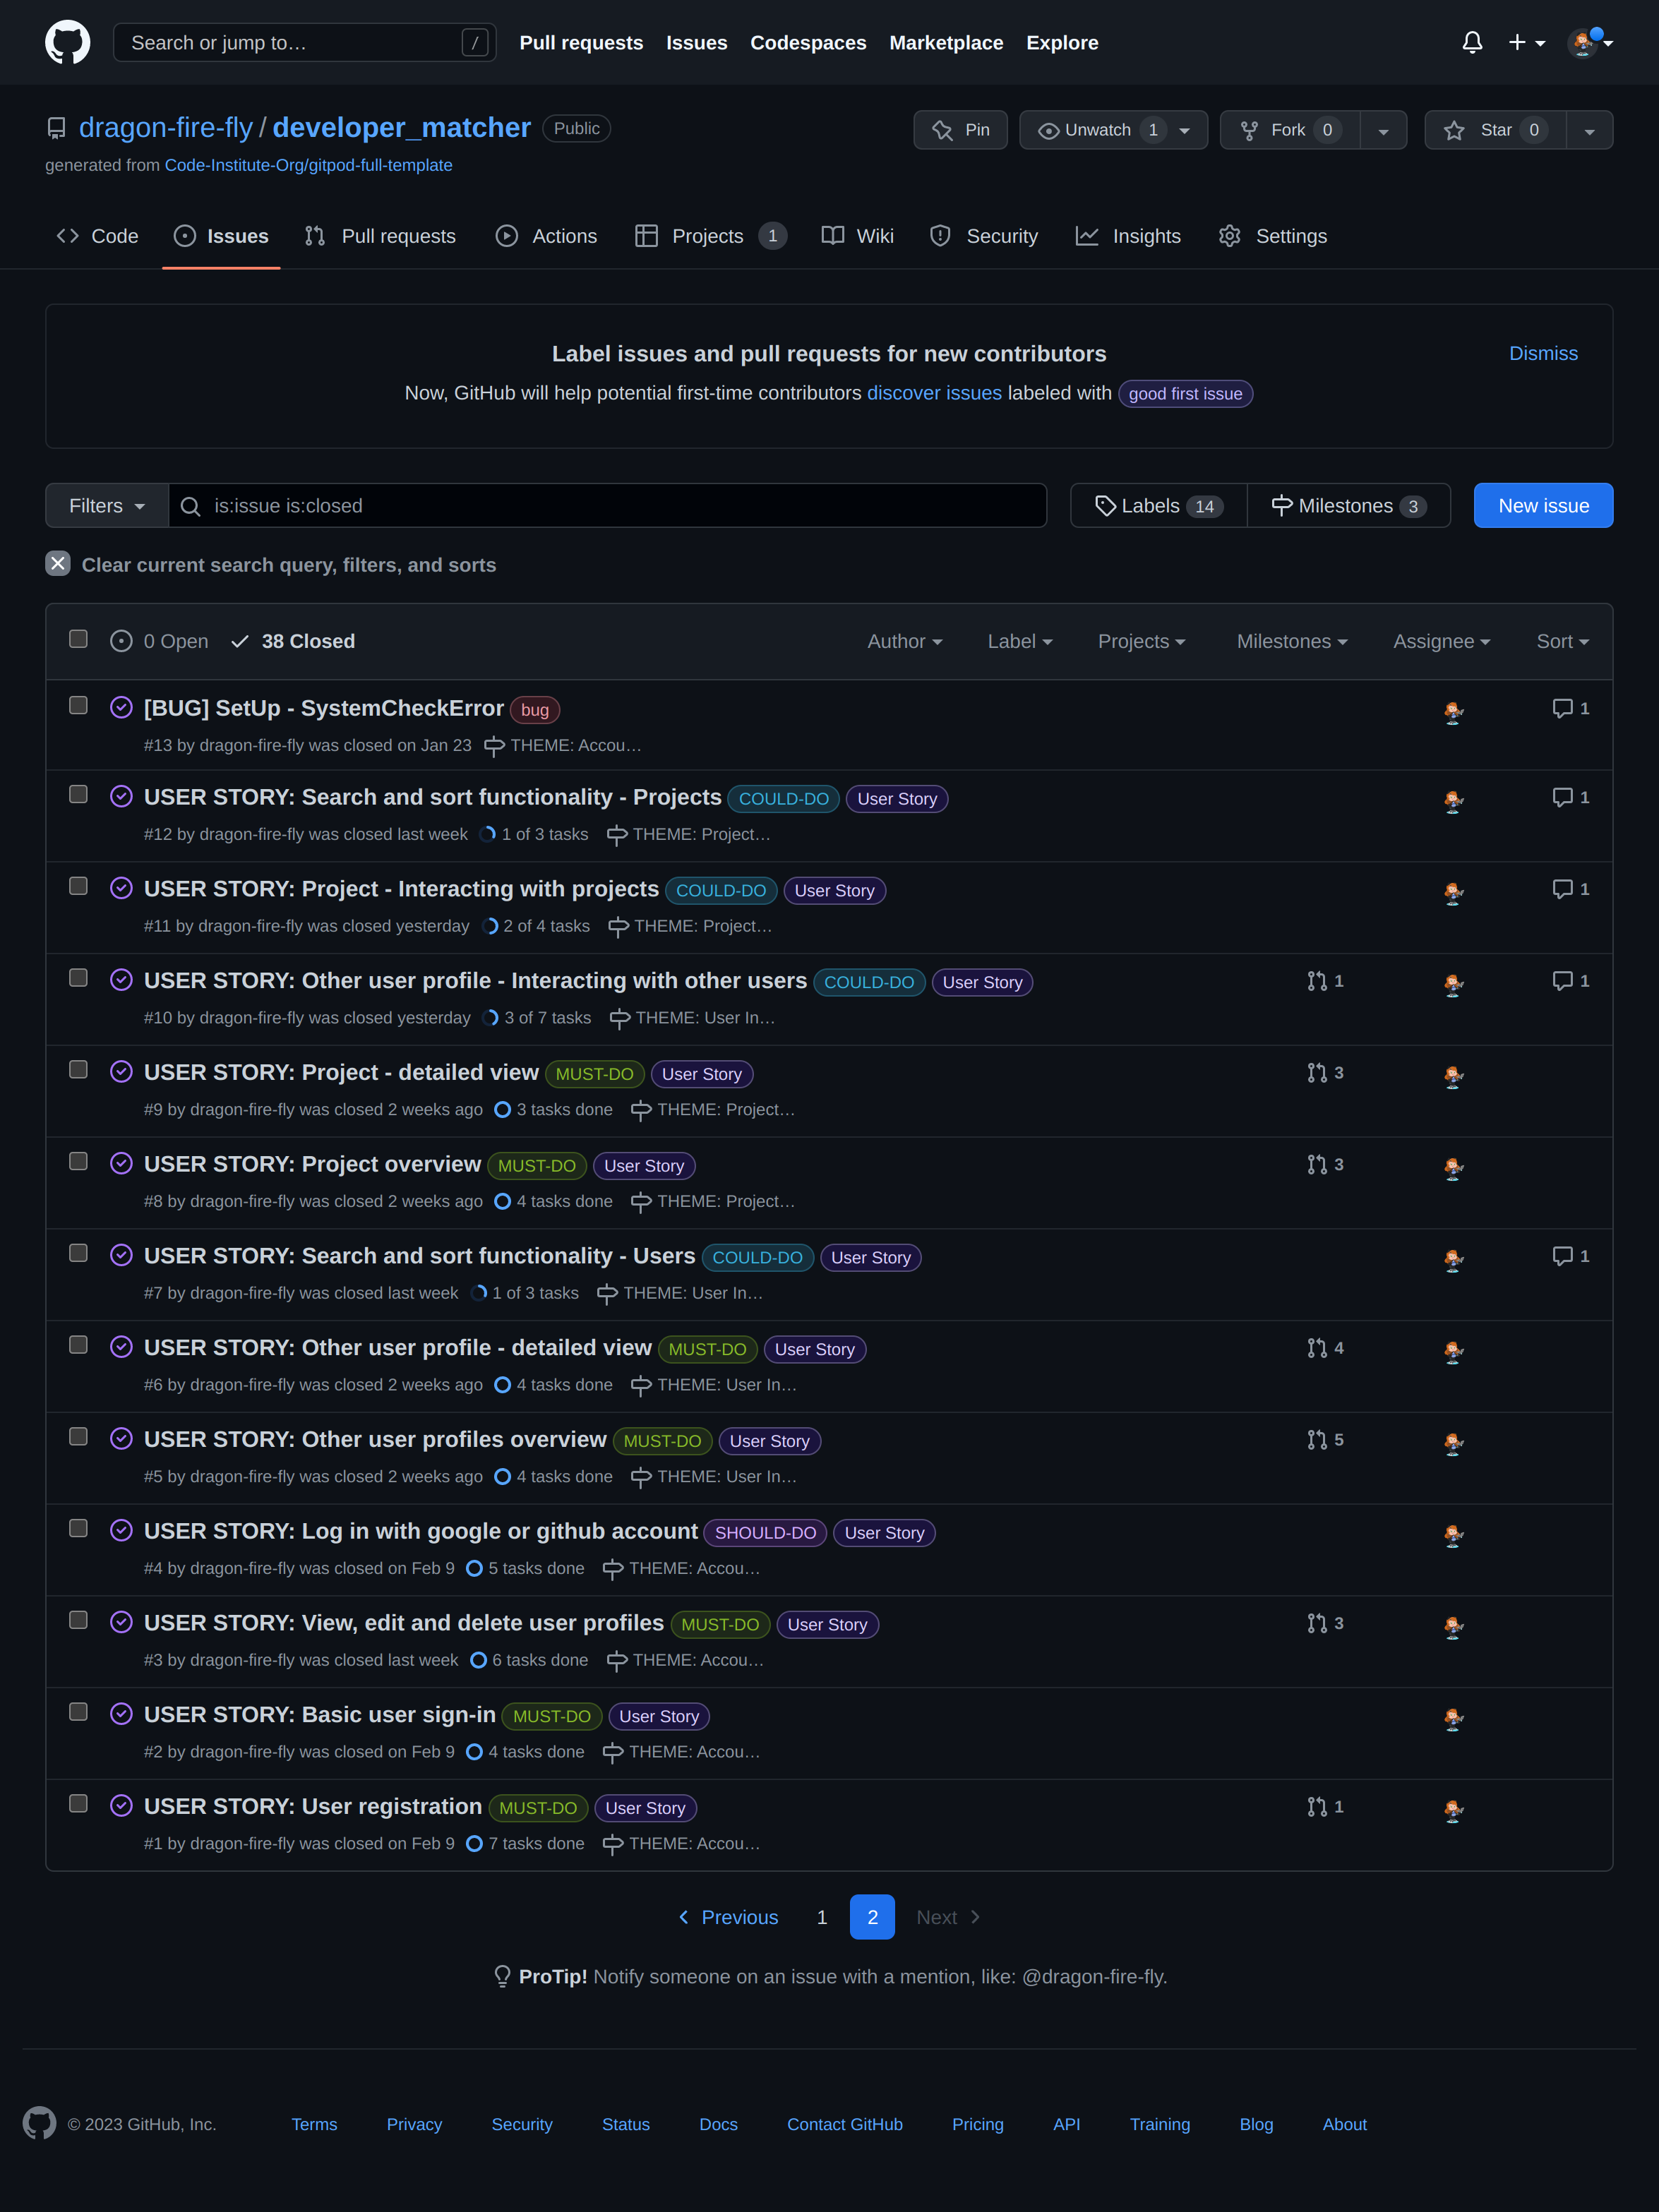 Search or jump to… /
Pull requests Issues Codespaces Marketplace Explore
dragon-fire-fly / developer_matcher Public
Pin Unwatch 1 Fork 0 Star 0
generated from Code-Institute-Org/gitpod-full-template
Code Issues Pull requests Actions Projects 1 Wiki Security Insights Settings
Label issues and pull requests for new contributors
Dismiss
Now, GitHub will help potential first-time contributors discover issues labeled with good first issue
Filters is:issue is:closed Labels 14 Milestones 3 New issue
Clear current search query, filters, and sorts
0 Open 38 Closed Author Label Projects Milestones Assignee Sort
[BUG] SetUp - SystemCheckError bug 1
#13 by dragon-fire-fly was closed on Jan 23 THEME: Accou…
USER STORY: Search and sort functionality - Projects COULD-DO User Story 1
#12 by dragon-fire-fly was closed last week 1 of 3 tasks THEME: Project…
USER STORY: Project - Interacting with projects COULD-DO User Story 1
#11 by dragon-fire-fly was closed yesterday 2 of 4 tasks THEME: Project…
USER STORY: Other user profile - Interacting with other users COULD-DO User Story 1 1
#10 by dragon-fire-fly was closed yesterday 3 of 7 tasks THEME: User In…
USER STORY: Project - detailed view MUST-DO User Story 3
#9 by dragon-fire-fly was closed 2 weeks ago 3 tasks done THEME: Project…
USER STORY: Project overview MUST-DO User Story 3
#8 by dragon-fire-fly was closed 2 weeks ago 4 tasks done THEME: Project…
USER STORY: Search and sort functionality - Users COULD-DO User Story 1
#7 by dragon-fire-fly was closed last week 1 of 3 tasks THEME: User In…
USER STORY: Other user profile - detailed view MUST-DO User Story 4
#6 by dragon-fire-fly was closed 2 weeks ago 4 tasks done THEME: User In…
USER STORY: Other user profiles overview MUST-DO User Story 5
#5 by dragon-fire-fly was closed 2 weeks ago 4 tasks done THEME: User In…
USER STORY: Log in with google or github account SHOULD-DO User Story
#4 by dragon-fire-fly was closed on Feb 9 5 tasks done THEME: Accou…
USER STORY: View, edit and delete user profiles MUST-DO User Story 3
#3 by dragon-fire-fly was closed last week 6 tasks done THEME: Accou…
USER STORY: Basic user sign-in MUST-DO User Story
#2 by dragon-fire-fly was closed on Feb 9 4 tasks done THEME: Accou…
USER STORY: User registration MUST-DO User Story 1
#1 by dragon-fire-fly was closed on Feb 9 7 tasks done THEME: Accou…
Previous 1 2 Next
ProTip! Notify someone on an issue with a mention, like: @dragon-fire-fly.
© 2023 GitHub, Inc. Terms Privacy Security Status Docs Contact GitHub Pricing API Training Blog About